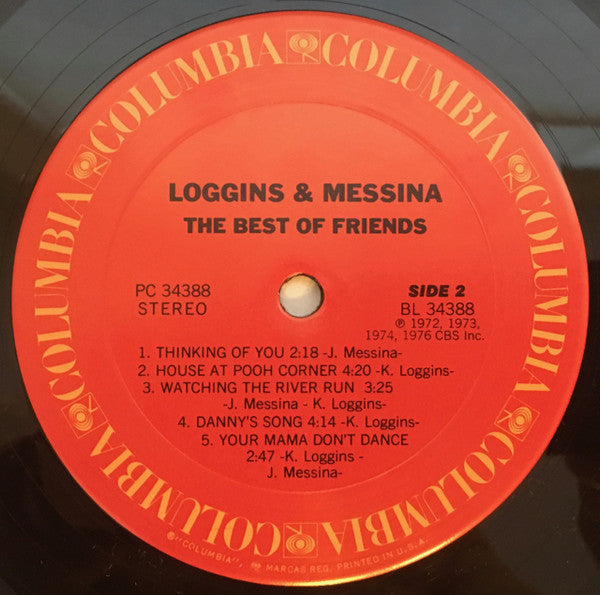 COLUMBIA COLUMBIA COLUMBIA COLUMBIA COLUMBIA COLUMBIA
LOGGINS & MESSINA
THE BEST OF FRIENDS
PC 34388
STEREO
SIDE 2
BL 34388
℗ 1972, 1973,
1974, 1976 CBS Inc.
1. THINKING OF YOU 2:18 -J. Messina-
2. HOUSE AT POOH CORNER 4:20 -K. Loggins-
3. WATCHING THE RIVER RUN 3:25
-J. Messina - K. Loggins-
4. DANNY'S SONG 4:14 -K. Loggins-
5. YOUR MAMA DON'T DANCE
2:47 -K. Loggins -
J. Messina-
®"COLUMBIA", MARCAS REG. PRINTED IN U.S.A.